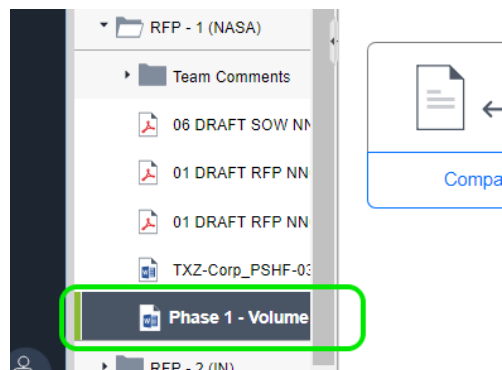 RFP - 1 (NASA)
Team Comments
06 DRAFT SOW NN
01 DRAFT RFP NN
01 DRAFT RFP NN
TXZ-Corp_PSHF-03
Phase 1 - Volume
RFP - 2 (IN)
Compa